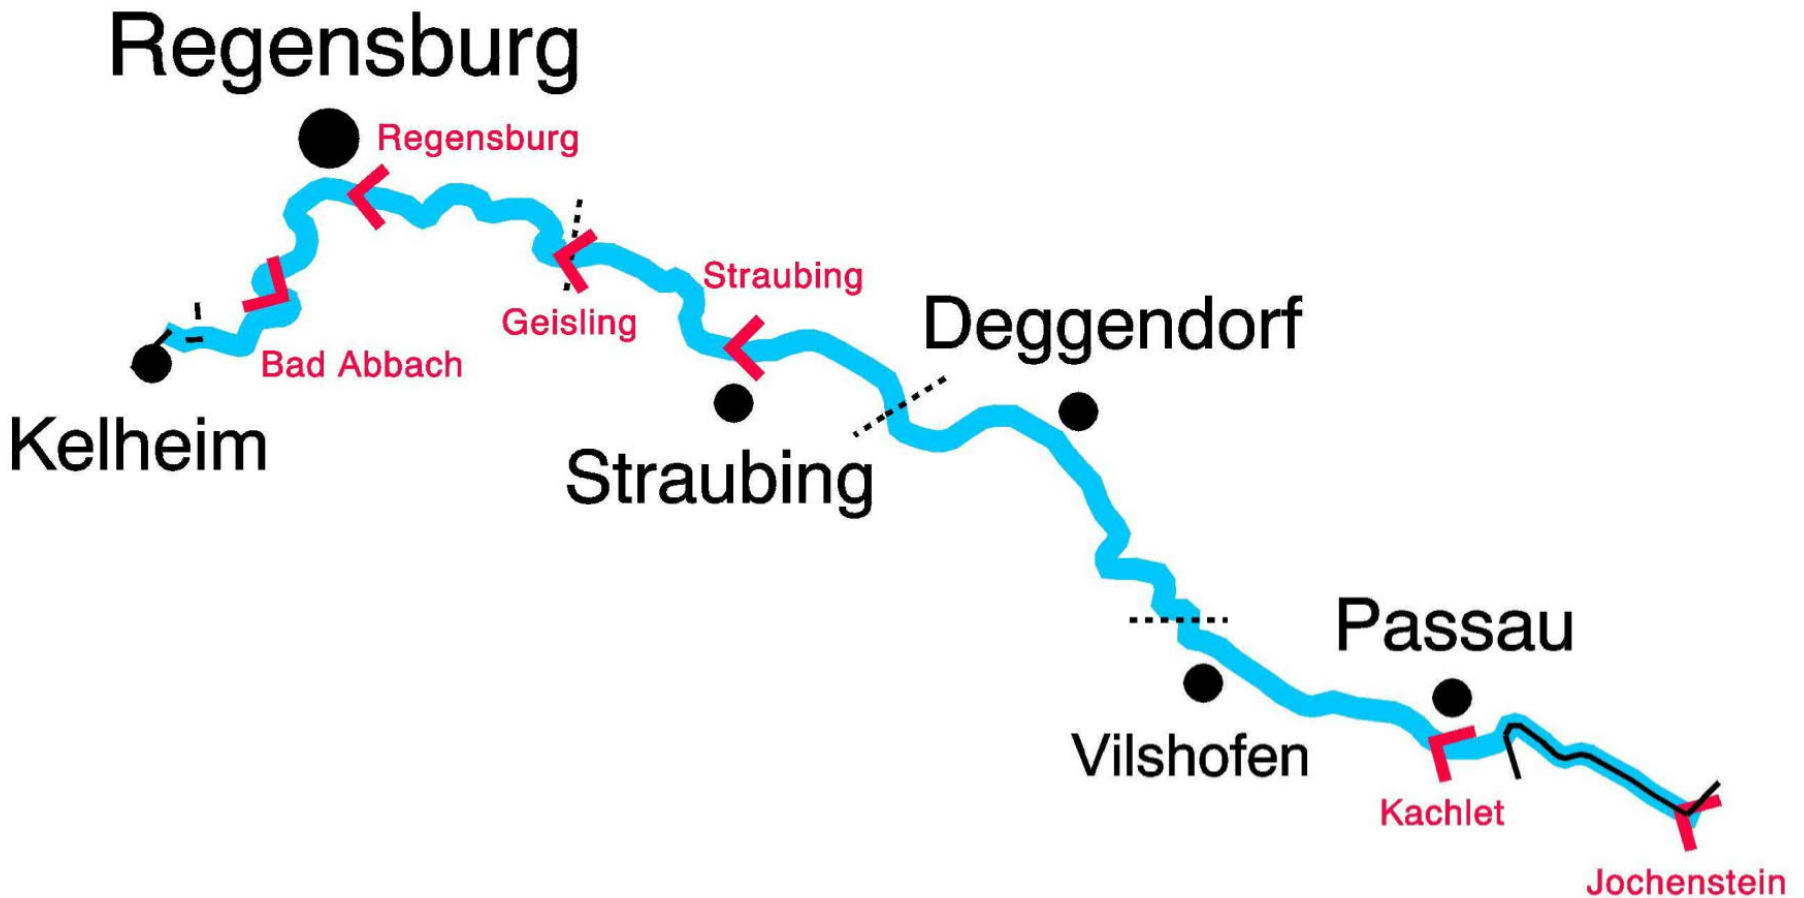 Regensburg
Regensburg
Straubing
Geisling
Deggendorf
Bad Abbach
Kelheim
Straubing
Passau
Vilshofen
Kachlet
Jochenstein